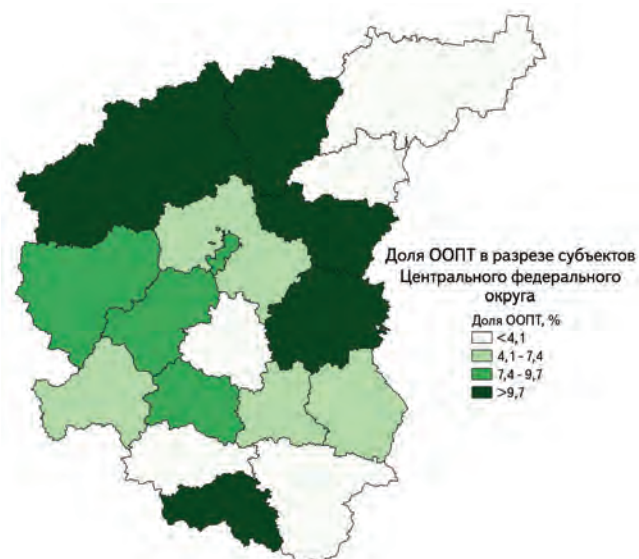 Доля ООПТ в разрезе субъектов
Центрального федерального
округа
Доля ООПТ, %
<4,1
4,1 - 7,4
7,4 - 9,7
>9,7